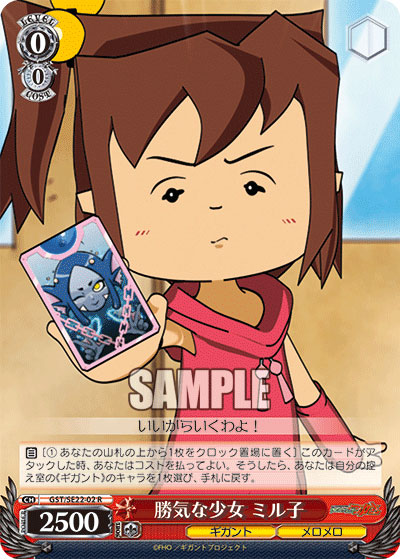 LEVEL
0
0
COST
SAMPLE
いいからいくわよ！
自 [① あなたの山札の上から1枚をクロック置場に置く] このカードがア
タックした時、あなたはコストを払ってよい。そうしたら、あなたは自分の控
え室の《ギガント》のキャラを1枚選び、手札に戻す。
CH GST/SE22-02 R
2500
勝気な少女 ミル子
ギガント
メロメロ
©FHO ／ギガントプロジェクト